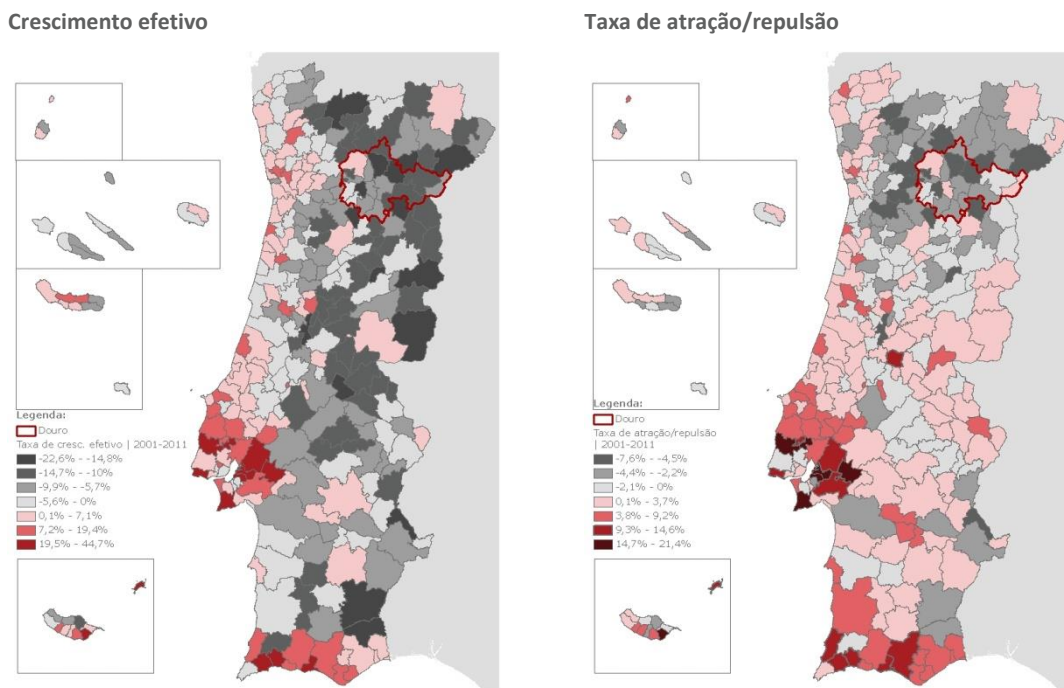 Crescimento efetivo
Taxa de atração/repulsão
Legenda:
Douro
Taxa de cresc. efetivo | 2001-2011
-22,6% - -14,8%
-14,7% - -10%
-9,9% - -5,7%
-5,6% - 0%
0,1% - 7,1%
7,2% - 19,4%
19,5% - 44,7%
Legenda:
Douro
Taxa de atração/repulsão
| 2001-2011
-7,6% - -4,5%
-4,4% - -2,2%
-2,1% - 0%
0,1% - 3,7%
3,8% - 9,2%
9,3% - 14,6%
14,7% - 21,4%